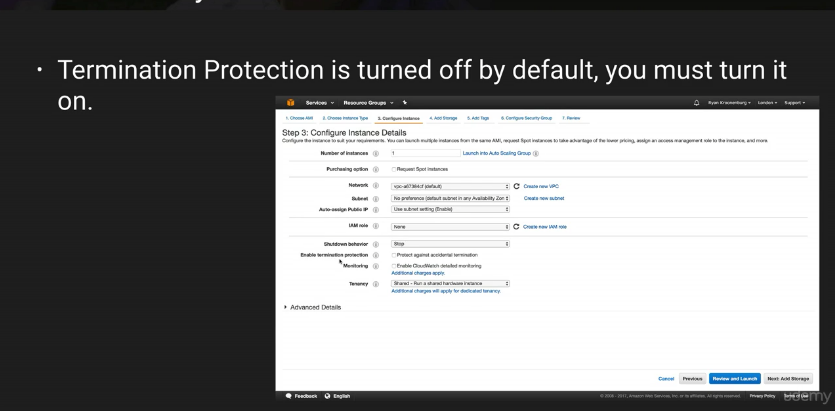 • Termination Protection is turned off by default, you must turn it
on.
Services Resource Groups
Ryan Kroonenburg London Support
1. Choose AMI 2. Choose Instance Type 3. Configure Instance 4. Add Storage 5. Add Tags 6. Configure Security Group 7. Review
Step 3: Configure Instance Details
Configure the instance to suit your requirements. You can launch multiple instances from the same AMI, request Spot instances to take advantage of the lower pricing, assign an access management role to the instance, and more.
Number of instances 1 Launch into Auto Scaling Group
Purchasing option Request Spot instances
Network (default) Create new VPC
Subnet No preference (default subnet in any Availability Zon Create new subnet
Auto-assign Public IP Use subnet setting (Enable)
IAM role None Create new IAM role
Shutdown behavior Stop
Enable termination protection Protect against accidental termination
Monitoring Enable CloudWatch detailed monitoring
Additional charges apply.
Tenancy Shared - Run a shared hardware instance
Additional charges will apply for dedicated tenancy.
Advanced Details
Cancel Previous Review and Launch Next: Add Storage
Feedback English
© 2008 - 2017, Amazon Web Services, Inc. or its affiliates. All rights reserved. Privacy Policy Terms of Use